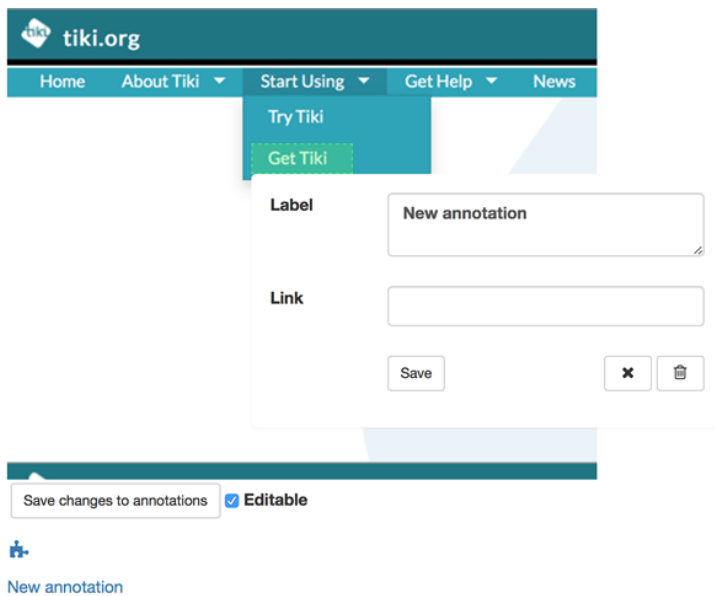 tiki tiki.org
Home About Tiki Start Using Get Help News
Try Tiki
Get Tiki
Label New annotation
Link
Save
Save changes to annotations Editable
New annotation